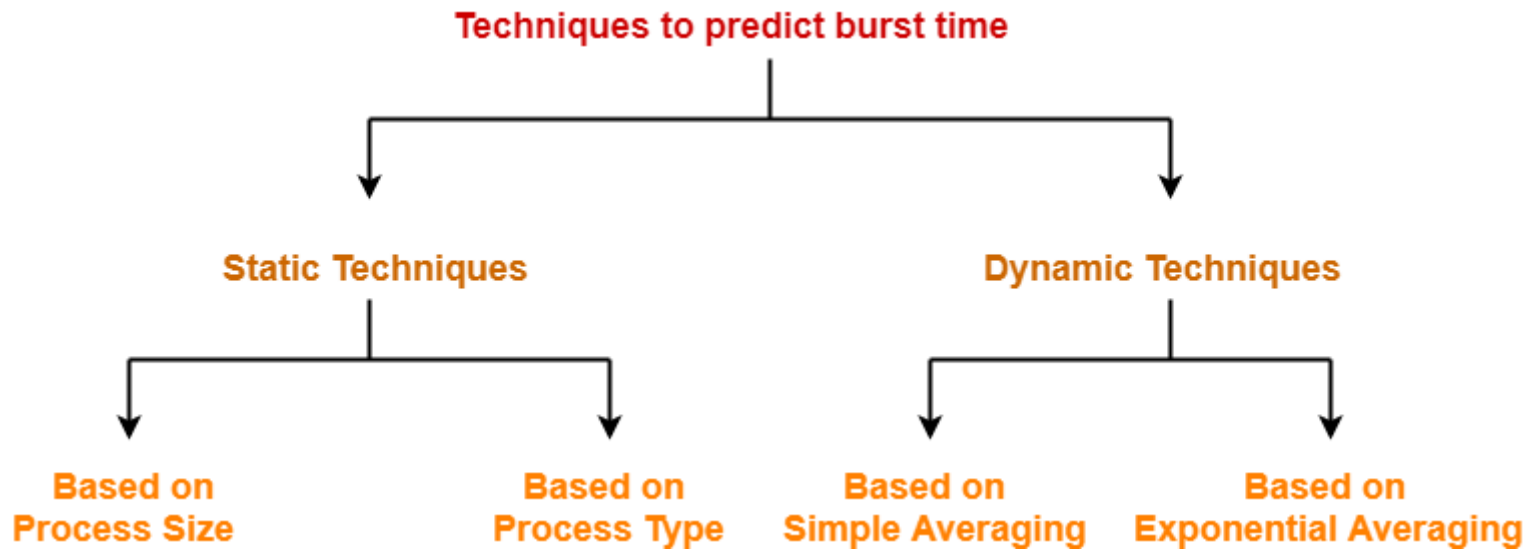 Techniques to predict burst time
Static Techniques
Dynamic Techniques
Based on
Process Size
Based on
Process Type
Based on
Simple Averaging
Based on
Exponential Averaging